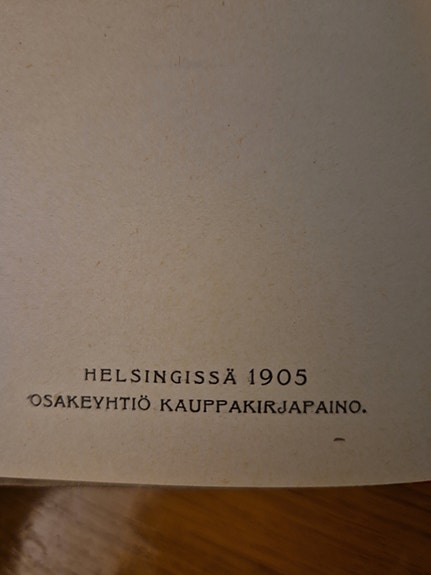 HELSINGISSÄ 1905
OSAKEYHTIÖ KAUPPAKIRJAPAINO.